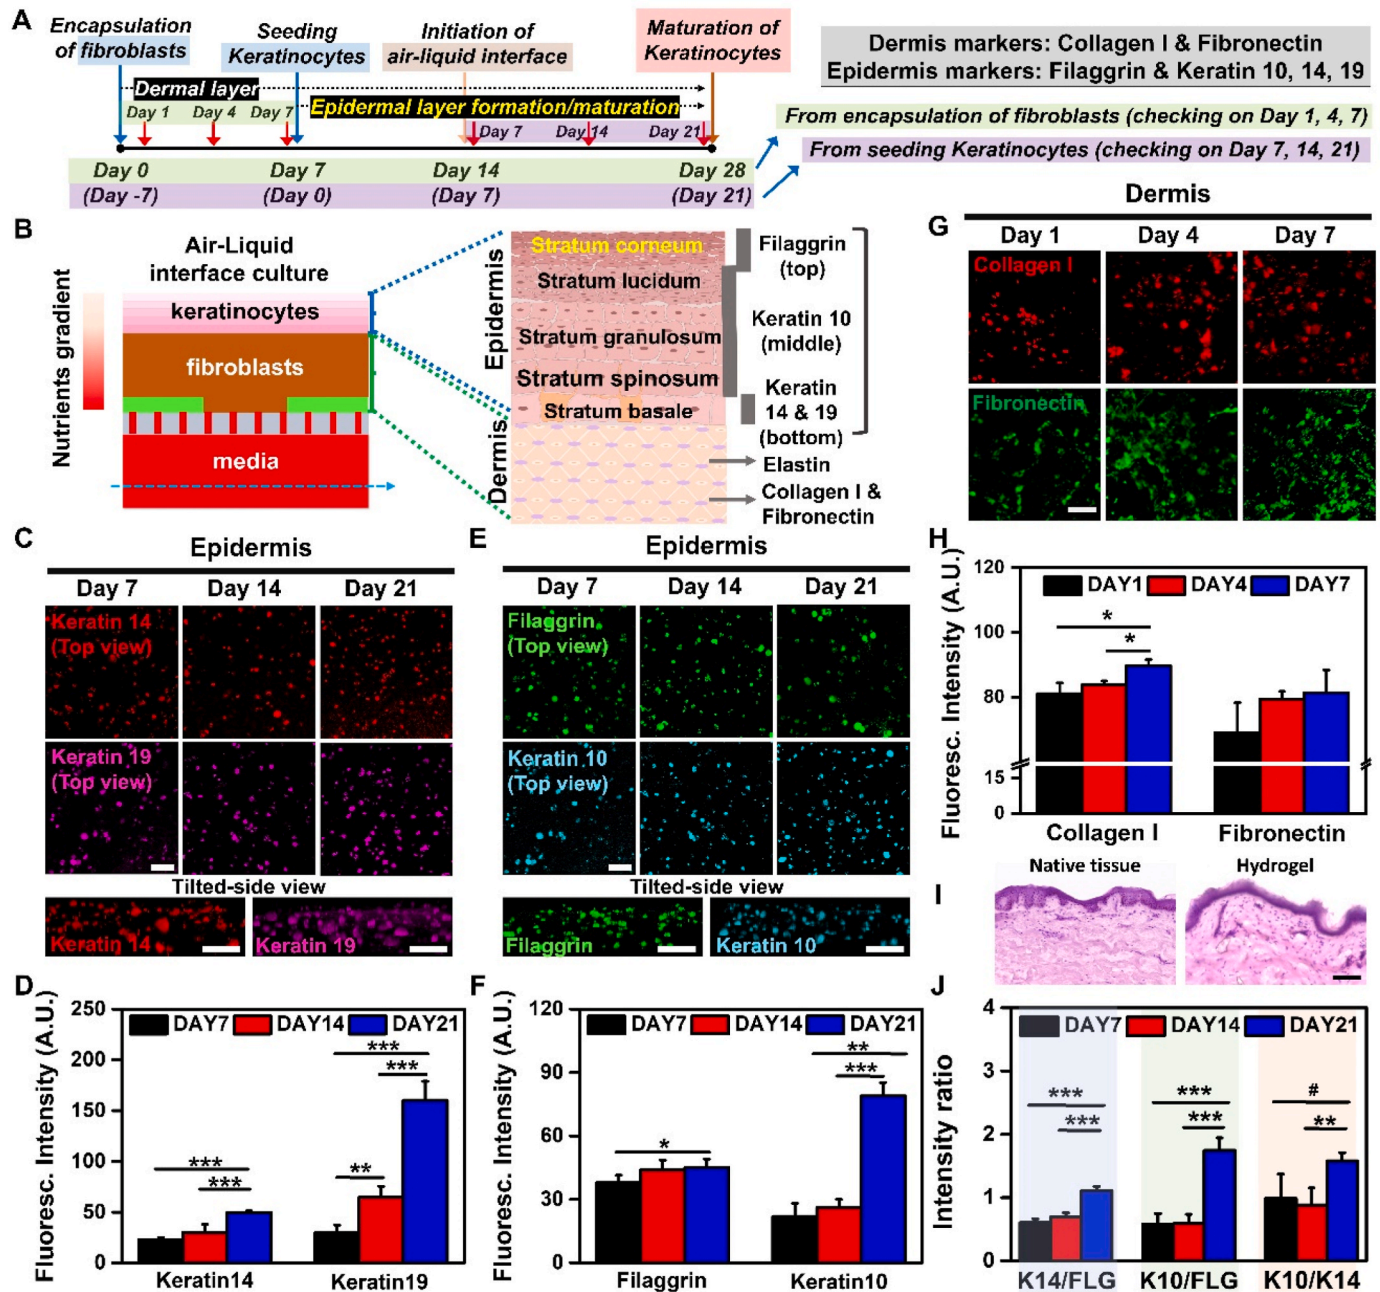 A
Encapsulation
of fibroblasts
Seeding
Keratinocytes
Initiation of
air-liquid interface
Maturation of
Keratinocytes
Dermal layer
Epidermal layer formation/maturation
Day 1
Day 4
Day 7
Day 7
Day 14
Day 21
Day 0
Day 7
Day 14
Day 28
(Day -7)
(Day 0)
(Day 7)
(Day 21)
Dermis markers: Collagen I & Fibronectin
Epidermis markers: Filaggrin & Keratin 10, 14, 19
From encapsulation of fibroblasts (checking on Day 1, 4, 7)
From seeding Keratinocytes (checking on Day 7, 14, 21)
B
Air-Liquid
interface culture
Nutrients gradient
keratinocytes
fibroblasts
media
Epidermis
Dermis
Stratum corneum
Stratum lucidum
Stratum granulosum
Stratum spinosum
Stratum basale
Filaggrin
(top)
Keratin 10
(middle)
Keratin
14 & 19
(bottom)
Elastin
Collagen I &
Fibronectin
C
Epidermis
Day 7
Day 14
Day 21
Keratin 14
(Top view)
Keratin 19
(Top view)
Tilted-side view
Keratin 14
Keratin 19
D
Fluoresc. Intensity (A.U.)
250
200
150
100
50
0
DAY7
DAY14
DAY21
***
***
**
***
***
Keratin14
Keratin19
E
Epidermis
Day 7
Day 14
Day 21
Filaggrin
(Top view)
Keratin 10
(Top view)
Tilted-side view
Filaggrin
Keratin 10
F
Fluoresc. Intensity (A.U.)
120
90
60
30
0
DAY7
DAY14
DAY21
*
**
***
Filaggrin
Keratin10
G
Dermis
Day 1
Day 4
Day 7
Collagen I
Fibronectin
H
Fluoresc. Intensity (A.U.)
120
100
80
15
0
DAY1
DAY4
DAY7
*
*
Collagen I
Fibronectin
I
Native tissue
Hydrogel
J
Intensity ratio
4
3
2
1
0
DAY7
DAY14
DAY21
***
***
***
***
#
**
K14/FLG
K10/FLG
K10/K14